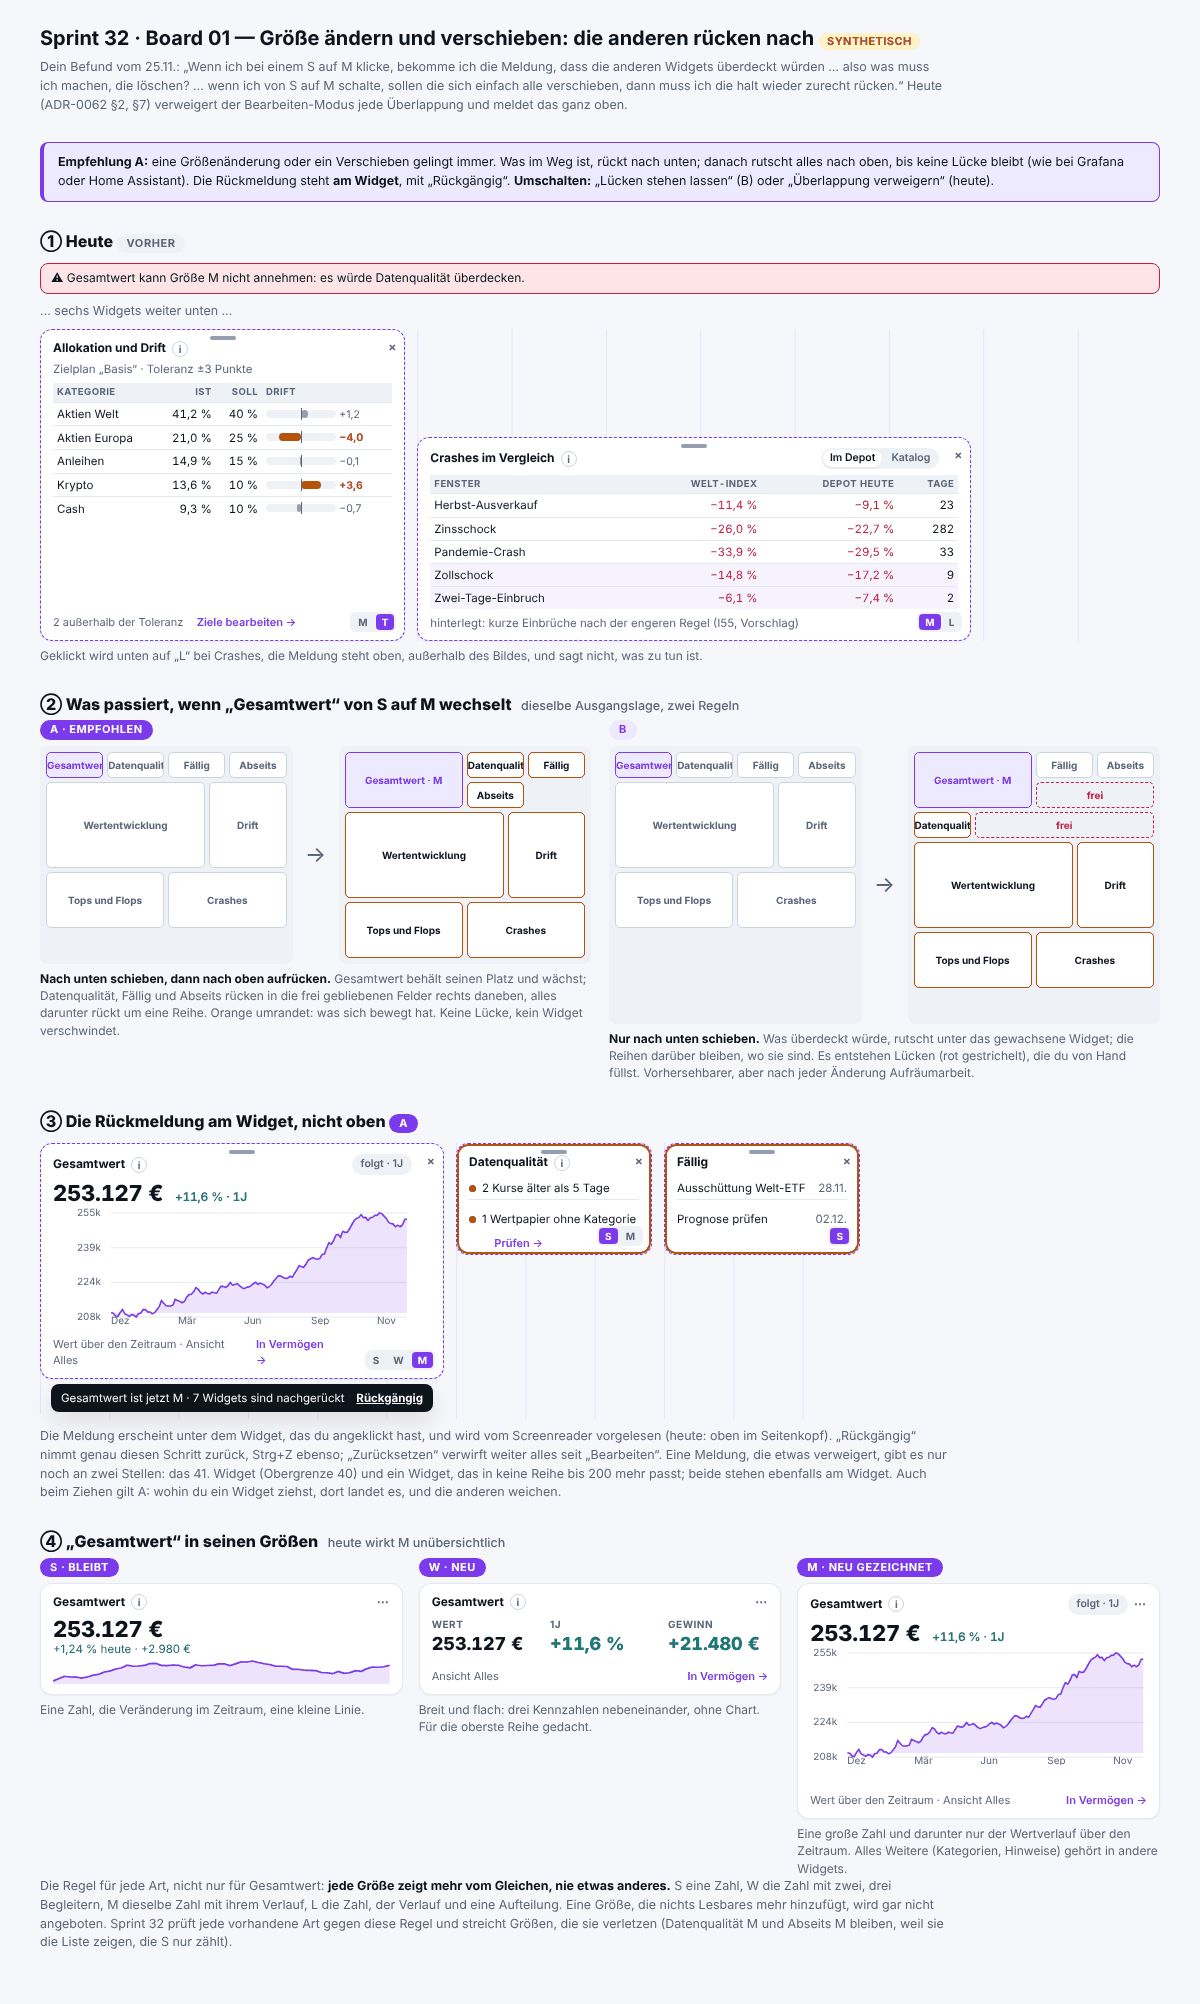 Sprint 32 · Board 01 — Größe ändern und verschieben: die anderen rücken nach SYNTHETISCH
Dein Befund vom 25.11.: „Wenn ich bei einem S auf M klicke, bekomme ich die Meldung, dass die anderen Widgets überdeckt würden … also was muss
ich machen, die löschen? … wenn ich von S auf M schalte, sollen die sich einfach alle verschieben, dann muss ich die halt wieder zurecht rücken.“ Heute
(ADR-0062 §2, §7) verweigert der Bearbeiten-Modus jede Überlappung und meldet das ganz oben.
Empfehlung A: eine Größenänderung oder ein Verschieben gelingt immer. Was im Weg ist, rückt nach unten; danach rutscht alles nach oben, bis keine Lücke bleibt (wie bei Grafana
oder Home Assistant). Die Rückmeldung steht am Widget, mit „Rückgängig“. Umschalten: „Lücken stehen lassen“ (B) oder „Überlappung verweigern“ (heute).
① Heute VORHER
⚠ Gesamtwert kann Größe M nicht annehmen: es würde Datenqualität überdecken.
… sechs Widgets weiter unten …
Allokation und Drift i ×
Zielplan „Basis“ · Toleranz ±3 Punkte
KATEGORIE IST SOLL DRIFT
Aktien Welt 41,2 % 40 % +1,2
Aktien Europa 21,0 % 25 % −4,0
Anleihen 14,9 % 15 % −0,1
Krypto 13,6 % 10 % +3,6
Cash 9,3 % 10 % −0,7
2 außerhalb der Toleranz Ziele bearbeiten → M T
Crashes im Vergleich i Im Depot Katalog ×
FENSTER WELT-INDEX DEPOT HEUTE TAGE
Herbst-Ausverkauf −11,4 % −9,1 % 23
Zinsschock −26,0 % −22,7 % 282
Pandemie-Crash −33,9 % −29,5 % 33
Zollschock −14,8 % −17,2 % 9
Zwei-Tage-Einbruch −6,1 % −7,4 % 2
hinterlegt: kurze Einbrüche nach der engeren Regel (I55, Vorschlag) M L
Geklickt wird unten auf „L“ bei Crashes, die Meldung steht oben, außerhalb des Bildes, und sagt nicht, was zu tun ist.
② Was passiert, wenn „Gesamtwert“ von S auf M wechselt dieselbe Ausgangslage, zwei Regeln
A · EMPFOHLEN
Gesamtwer Datenqualit Fällig Abseits
Wertentwicklung Drift
Tops und Flops Crashes
→
Gesamtwert · M Datenqualit Fällig
Abseits
Wertentwicklung Drift
Tops und Flops Crashes
Nach unten schieben, dann nach oben aufrücken. Gesamtwert behält seinen Platz und wächst;
Datenqualität, Fällig und Abseits rücken in die frei gebliebenen Felder rechts daneben, alles
darunter rückt um eine Reihe. Orange umrandet: was sich bewegt hat. Keine Lücke, kein Widget
verschwindet.
B
Gesamtwer Datenqualit Fällig Abseits
Wertentwicklung Drift
Tops und Flops Crashes
→
Gesamtwert · M Fällig Abseits
frei
Datenqualit frei
Wertentwicklung Drift
Tops und Flops Crashes
Nur nach unten schieben. Was überdeckt würde, rutscht unter das gewachsene Widget; die
Reihen darüber bleiben, wo sie sind. Es entstehen Lücken (rot gestrichelt), die du von Hand
füllst. Vorhersehbarer, aber nach jeder Änderung Aufräumarbeit.
③ Die Rückmeldung am Widget, nicht oben A
Gesamtwert i folgt · 1J ×
253.127 € +11,6 % · 1J
255k
239k
224k
208k
Dez Mär Jun Sep Nov
Wert über den Zeitraum · Ansicht
Alles
In Vermögen
→
S W M
Gesamtwert ist jetzt M · 7 Widgets sind nachgerückt Rückgängig
Datenqualität i ×
2 Kurse älter als 5 Tage
1 Wertpapier ohne Kategorie
Prüfen → S M
Fällig ×
Ausschüttung Welt-ETF 28.11.
Prognose prüfen 02.12.
S
Die Meldung erscheint unter dem Widget, das du angeklickt hast, und wird vom Screenreader vorgelesen (heute: oben im Seitenkopf). „Rückgängig“
nimmt genau diesen Schritt zurück, Strg+Z ebenso; „Zurücksetzen“ verwirft weiter alles seit „Bearbeiten“. Eine Meldung, die etwas verweigert, gibt es nur
noch an zwei Stellen: das 41. Widget (Obergrenze 40) und ein Widget, das in keine Reihe bis 200 mehr passt; beide stehen ebenfalls am Widget. Auch
beim Ziehen gilt A: wohin du ein Widget ziehst, dort landet es, und die anderen weichen.
④ „Gesamtwert“ in seinen Größen heute wirkt M unübersichtlich
S · BLEIBT
Gesamtwert i ⋯
253.127 €
+1,24 % heute · +2.980 €
Eine Zahl, die Veränderung im Zeitraum, eine kleine Linie.
W · NEU
Gesamtwert i ⋯
WERT 1J GEWINN
253.127 € +11,6 % +21.480 €
Ansicht Alles In Vermögen →
Breit und flach: drei Kennzahlen nebeneinander, ohne Chart.
Für die oberste Reihe gedacht.
M · NEU GEZEICHNET
Gesamtwert i folgt · 1J ⋯
253.127 € +11,6 % · 1J
255k
239k
224k
208k
Dez Mär Jun Sep Nov
Wert über den Zeitraum · Ansicht Alles In Vermögen →
Eine große Zahl und darunter nur der Wertverlauf über den
Zeitraum. Alles Weitere (Kategorien, Hinweise) gehört in andere
Widgets.
Die Regel für jede Art, nicht nur für Gesamtwert: jede Größe zeigt mehr vom Gleichen, nie etwas anderes. S eine Zahl, W die Zahl mit zwei, drei
Begleitern, M dieselbe Zahl mit ihrem Verlauf, L die Zahl, der Verlauf und eine Aufteilung. Eine Größe, die nichts Lesbares mehr hinzufügt, wird gar nicht
angeboten. Sprint 32 prüft jede vorhandene Art gegen diese Regel und streicht Größen, die sie verletzen (Datenqualität M und Abseits M bleiben, weil sie
die Liste zeigen, die S nur zählt).